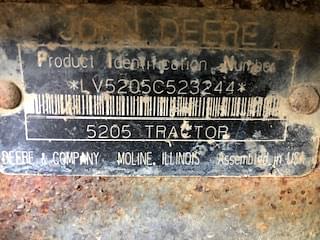 JOHN DEERE
Product Identification Number
*LV5205C523244*
5205 TRACTOR
DEERE & COMPANY MOLINE, ILLINOIS Assembled in USA